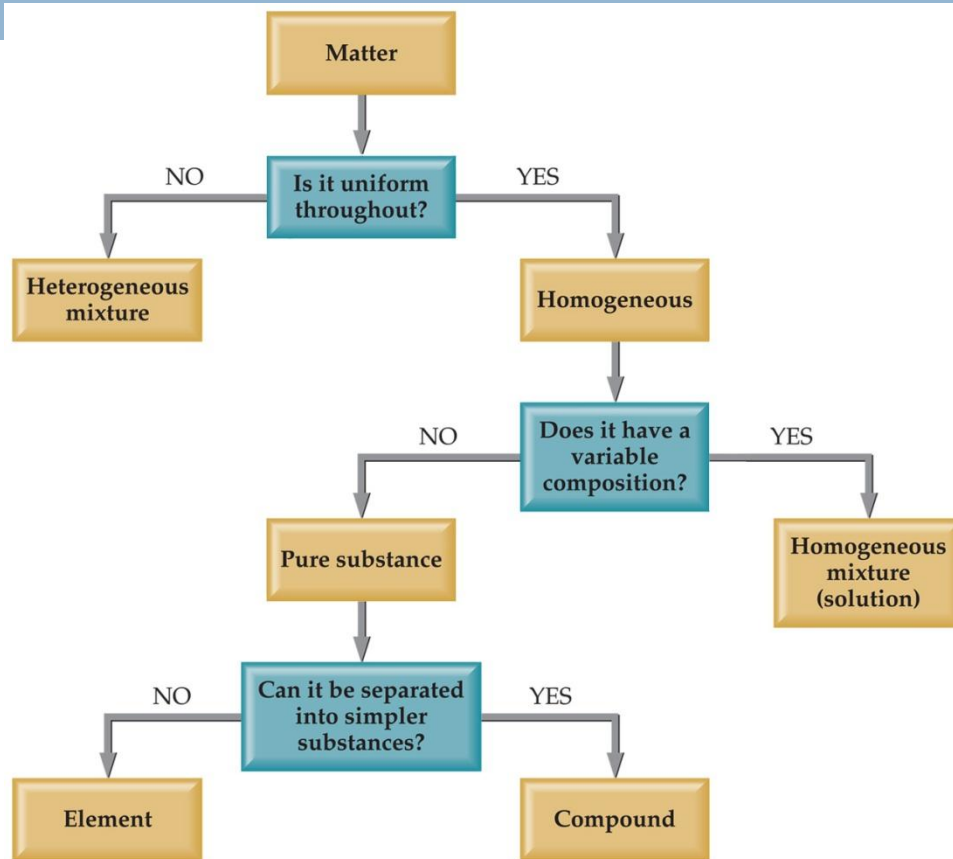 Matter
NO
Is it uniform
throughout?
YES
Heterogeneous
mixture
Homogeneous
NO
Does it have a
variable
composition?
YES
Pure substance
Homogeneous
mixture
(solution)
NO
Can it be separated
into simpler
substances?
YES
Element
Compound